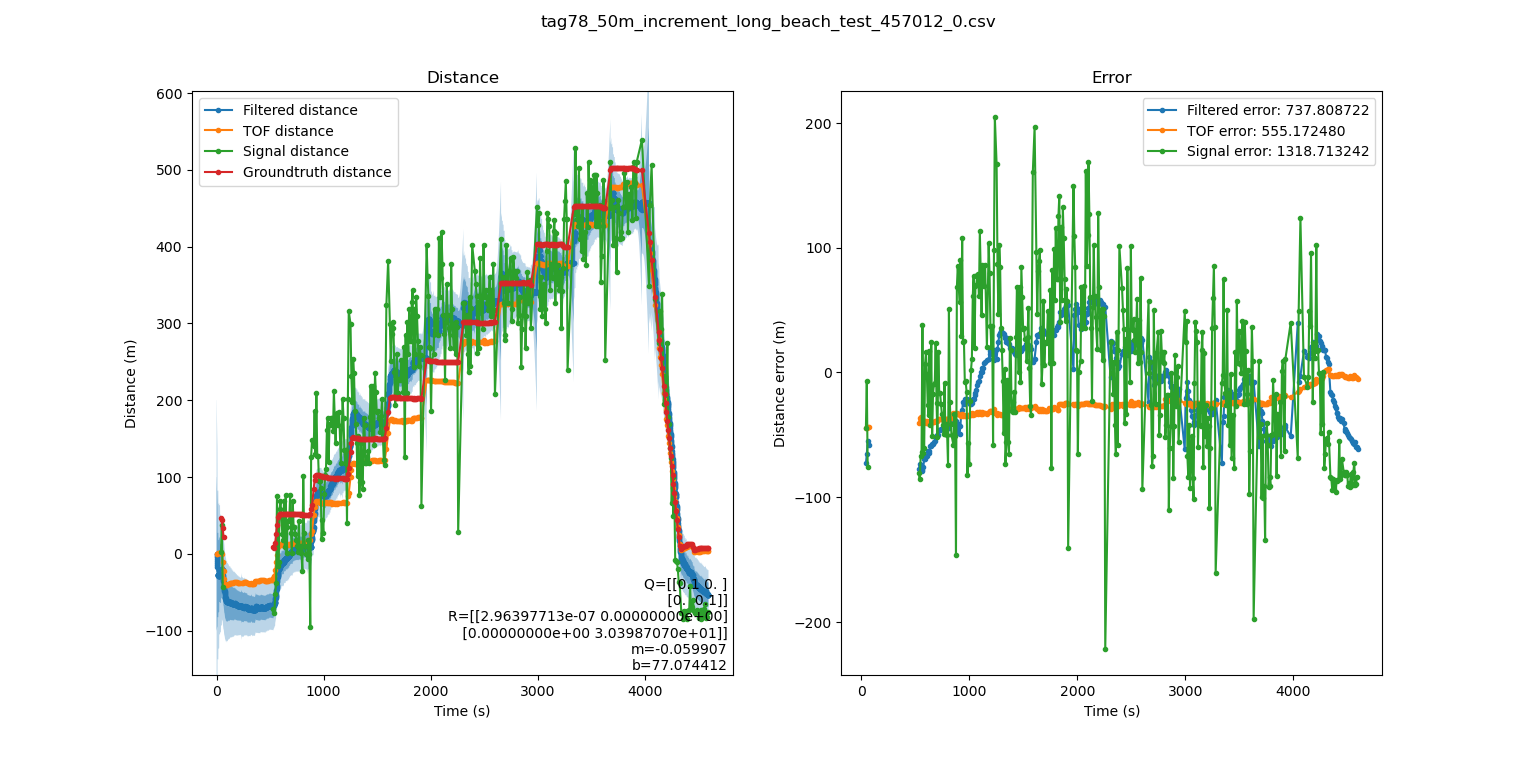 tag78_50m_increment_long_beach_test_457012_0.csv
Distance
Filtered distance
TOF distance
Signal distance
Groundtruth distance
600
500
400
300
200
100
0
−100
Distance (m)
0 1000 2000 3000 4000
Time (s)
Q=[[0.1 0. ]
[0. 0.1]]
R=[[2.96397713e-07 0.00000000e+00]
[0.00000000e+00 3.03987070e+01]]
m=-0.059907
b=77.074412
Error
Filtered error: 737.808722
TOF error: 555.172480
Signal error: 1318.713242
200
100
0
−100
−200
Distance error (m)
0 1000 2000 3000 4000
Time (s)